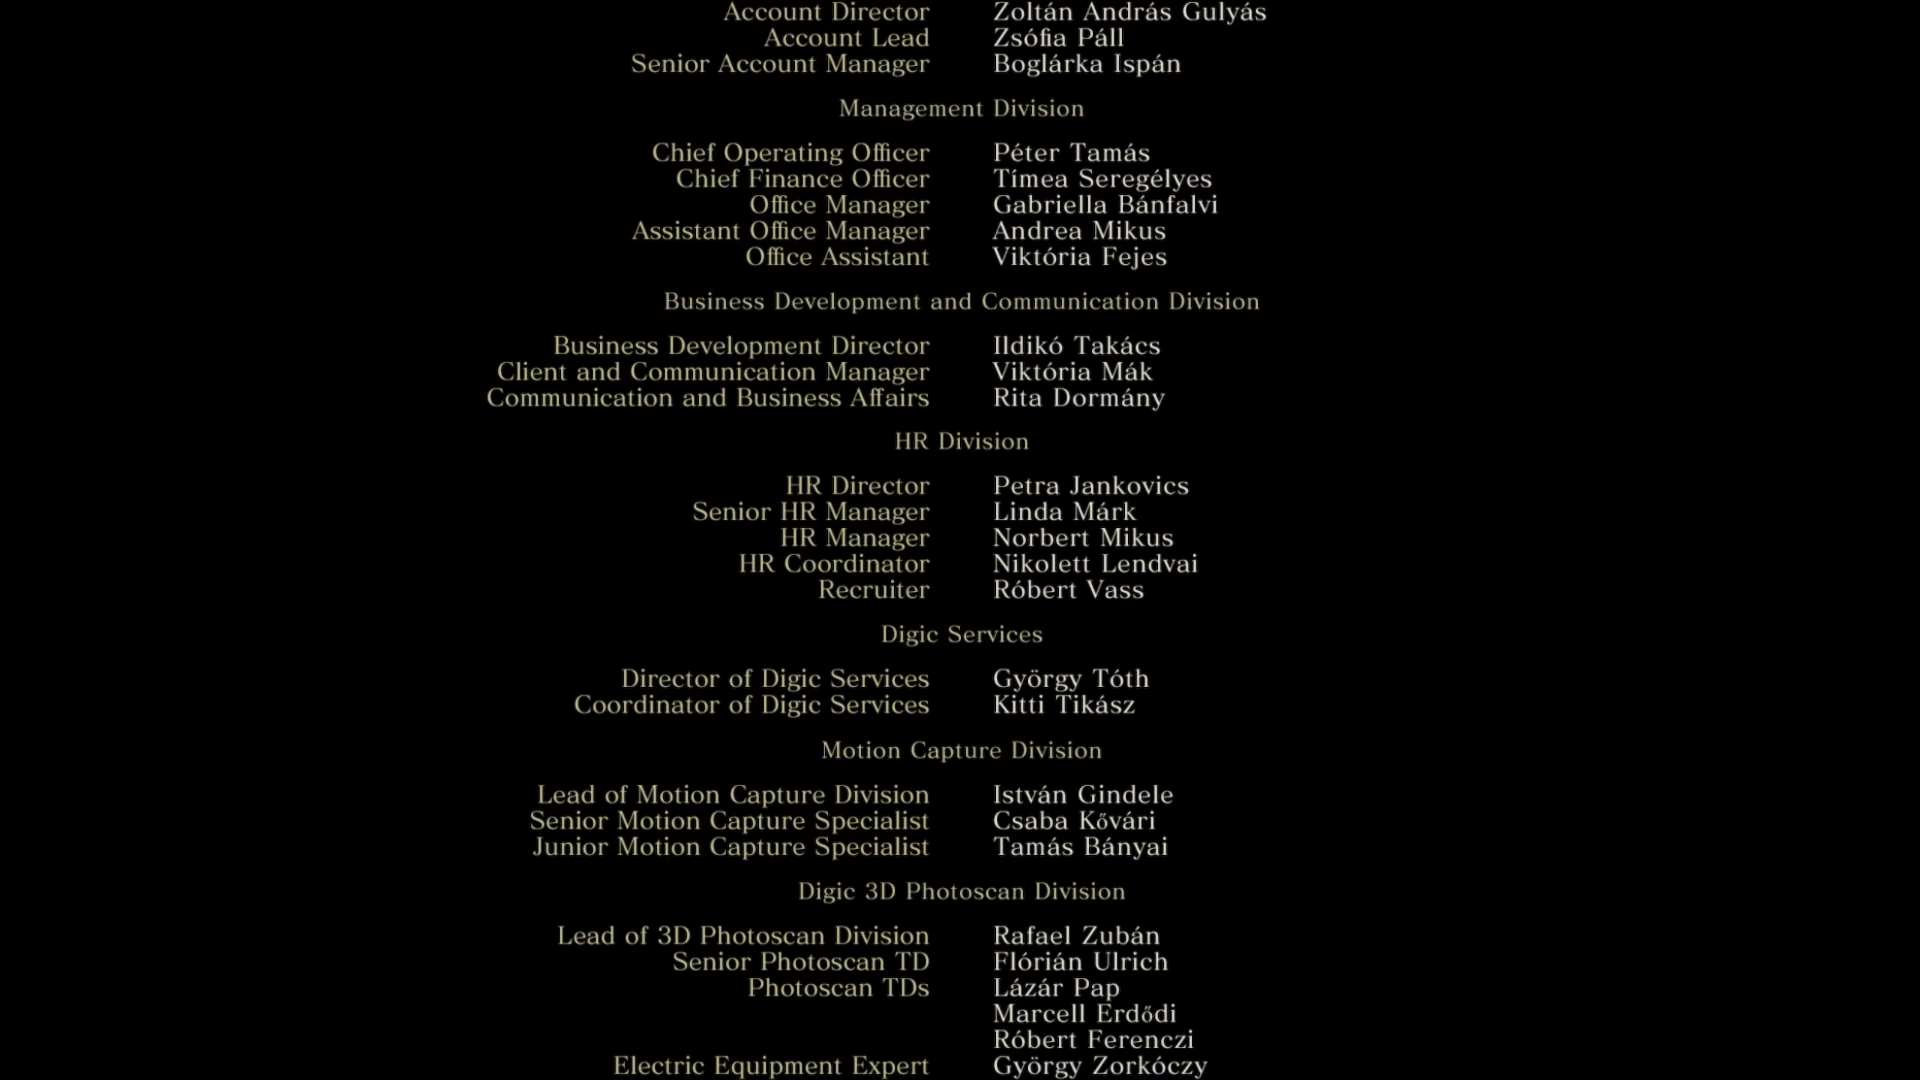 Account Director Zoltán András Gulyás
Account Lead Zsófia Páll
Senior Account Manager Boglárka Ispán
Management Division
Chief Operating Officer Péter Tamás
Chief Finance Officer Tímea Seregélyes
Office Manager Gabriella Bánfalvi
Assistant Office Manager Andrea Mikus
Office Assistant Viktória Fejes
Business Development and Communication Division
Business Development Director Ildikó Takács
Client and Communication Manager Viktória Mák
Communication and Business Affairs Rita Dormány
HR Division
HR Director Petra Jankovics
Senior HR Manager Linda Márk
HR Manager Norbert Mikus
HR Coordinator Nikolett Lendvai
Recruiter Róbert Vass
Digic Services
Director of Digic Services György Tóth
Coordinator of Digic Services Kitti Tikász
Motion Capture Division
Lead of Motion Capture Division István Gindele
Senior Motion Capture Specialist Csaba Kővári
Junior Motion Capture Specialist Tamás Bányai
Digic 3D Photoscan Division
Lead of 3D Photoscan Division Rafael Zubán
Senior Photoscan TD Flórián Ulrich
Photoscan TDs Lázár Pap
Marcell Erdődi
Róbert Ferenczi
Electric Equipment Expert György Zorkóczy